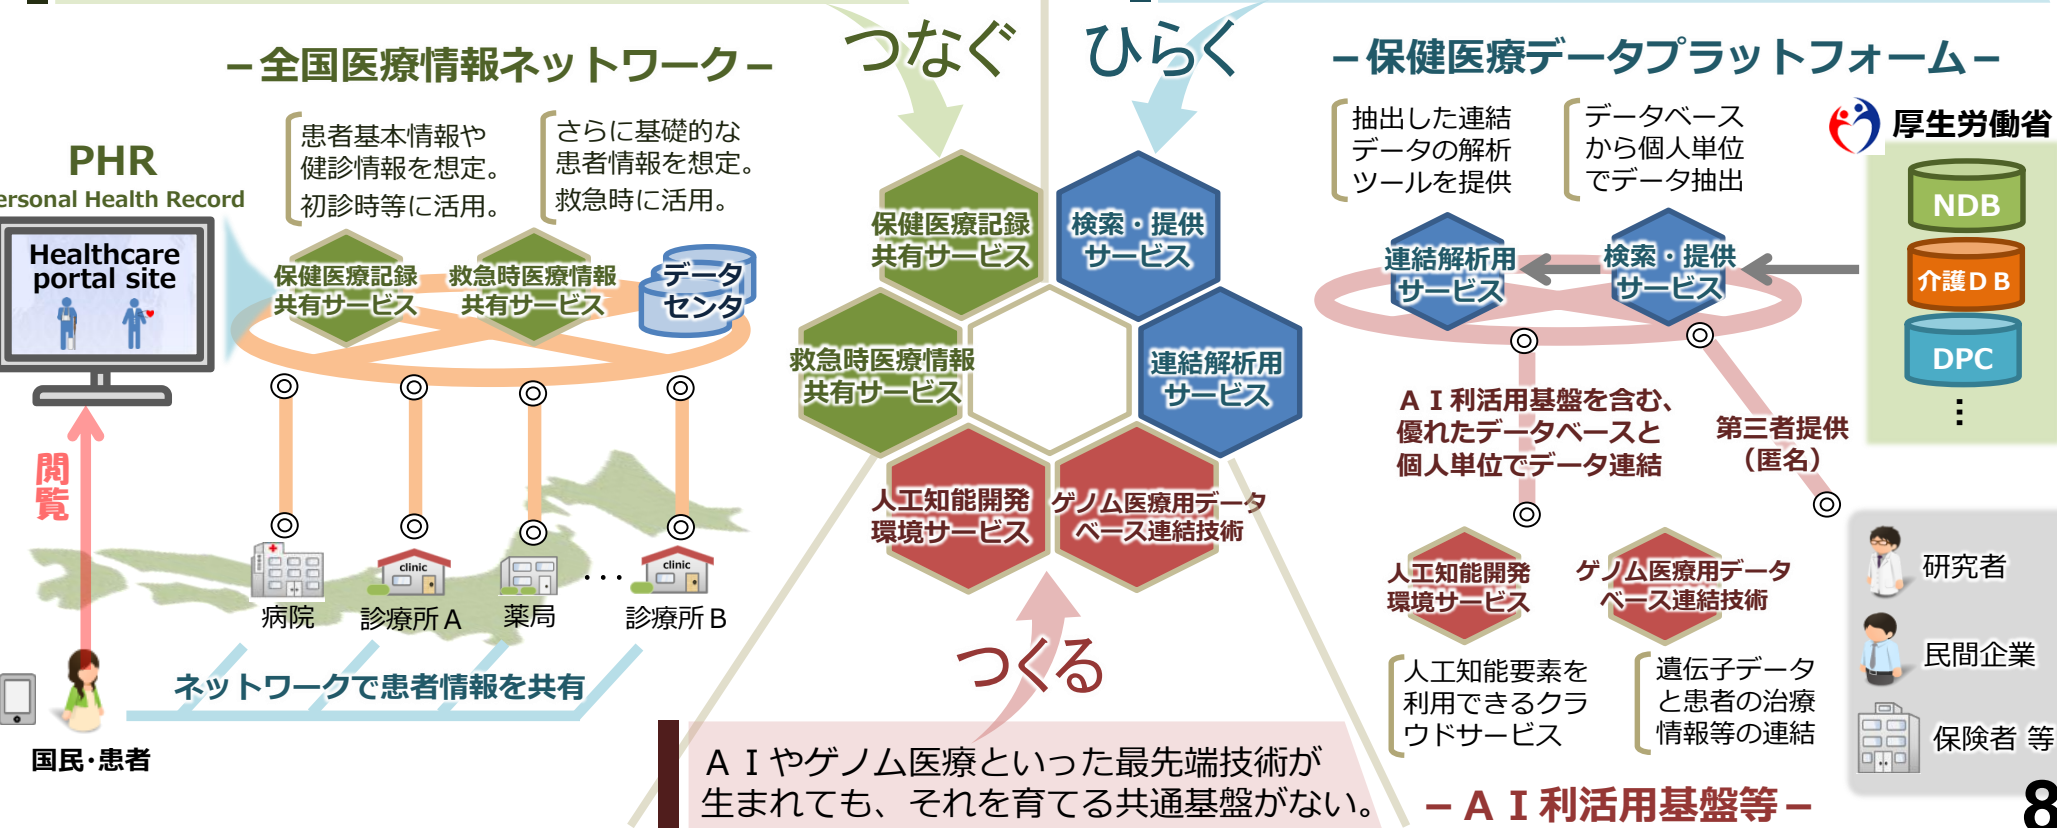 つなぐ
ひらく
－全国医療情報ネットワーク－
患者基本情報や
健診情報を想定。
初診時等に活用。
さらに基礎的な
患者情報を想定。
救急時に活用。
PHR
ersonal Health Record
Healthcare
portal site
保健医療記録
共有サービス
救急時医療情報
共有サービス
データ
センタ
閲覧
病院
clinic
診療所Ａ
薬局
…
clinic
診療所Ｂ
ネットワークで患者情報を共有
国民・患者
保健医療記録
共有サービス
検索・提供
サービス
救急時医療情報
共有サービス
連結解析用
サービス
人工知能開発
環境サービス
ゲノム医療用データ
ベース連結技術
つくる
ＡＩやゲノム医療といった最先端技術が
生まれても、それを育てる共通基盤がない。
－保健医療データプラットフォーム－
抽出した連結
データの解析
ツールを提供
データベース
から個人単位
でデータ抽出
厚生労働省
NDB
介護ＤＢ
DPC
…
連結解析用
サービス
検索・提供
サービス
ＡＩ利活用基盤を含む、
優れたデータベースと
個人単位でデータ連結
第三者提供
（匿名）
人工知能開発
環境サービス
ゲノム医療用データ
ベース連結技術
人工知能要素を
利用できるクラ
ウドサービス
遺伝子データ
と患者の治療
情報等の連結
研究者
民間企業
保険者 等
－ＡＩ利活用基盤等－
8